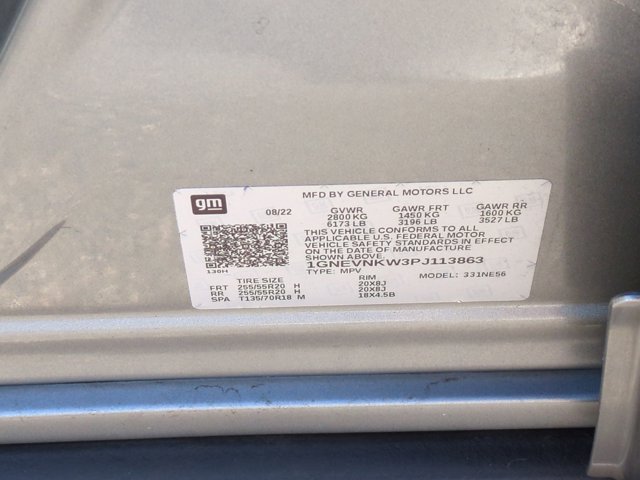 MFD BY GENERAL MOTORS LLC
gm
08/22 GVWR GAWR FRT GAWR RR
2800 KG 1450 KG 1600 KG
6173 LB 3196 LB 3527 LB
THIS VEHICLE CONFORMS TO ALL
APPLICABLE U.S. FEDERAL MOTOR
VEHICLE SAFETY STANDARDS IN EFFECT
ON THE DATE OF MANUFACTURE
SHOWN ABOVE.
1GNEVNKW3PJ113863
TYPE: MPV MODEL: 331NE56
TIRE SIZE RIM
FRT 255/55R20 H 20X8J
RR 255/55R20 H 20X8J
SPA T135/70R18 M 18X4.5B